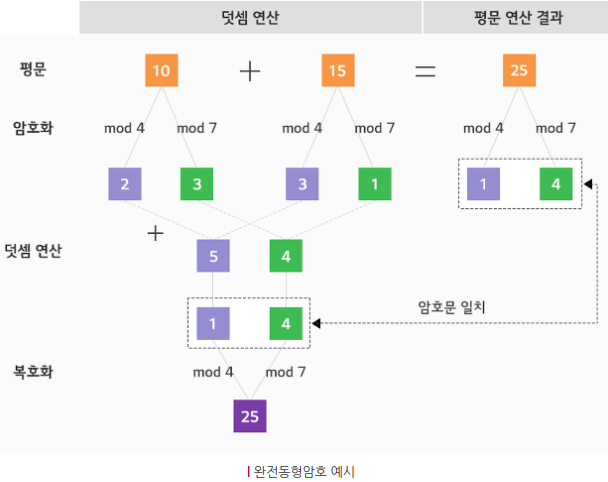 덧셈 연산 평문 연산 결과
평문 10 + 15 = 25
암호화 mod 4 mod 7 mod 4 mod 7 mod 4 mod 7
2 3 3 1 1 4
+
덧셈 연산 5 4
암호문 일치
1 4
복호화 mod 4 mod 7
25
완전동형암호 예시